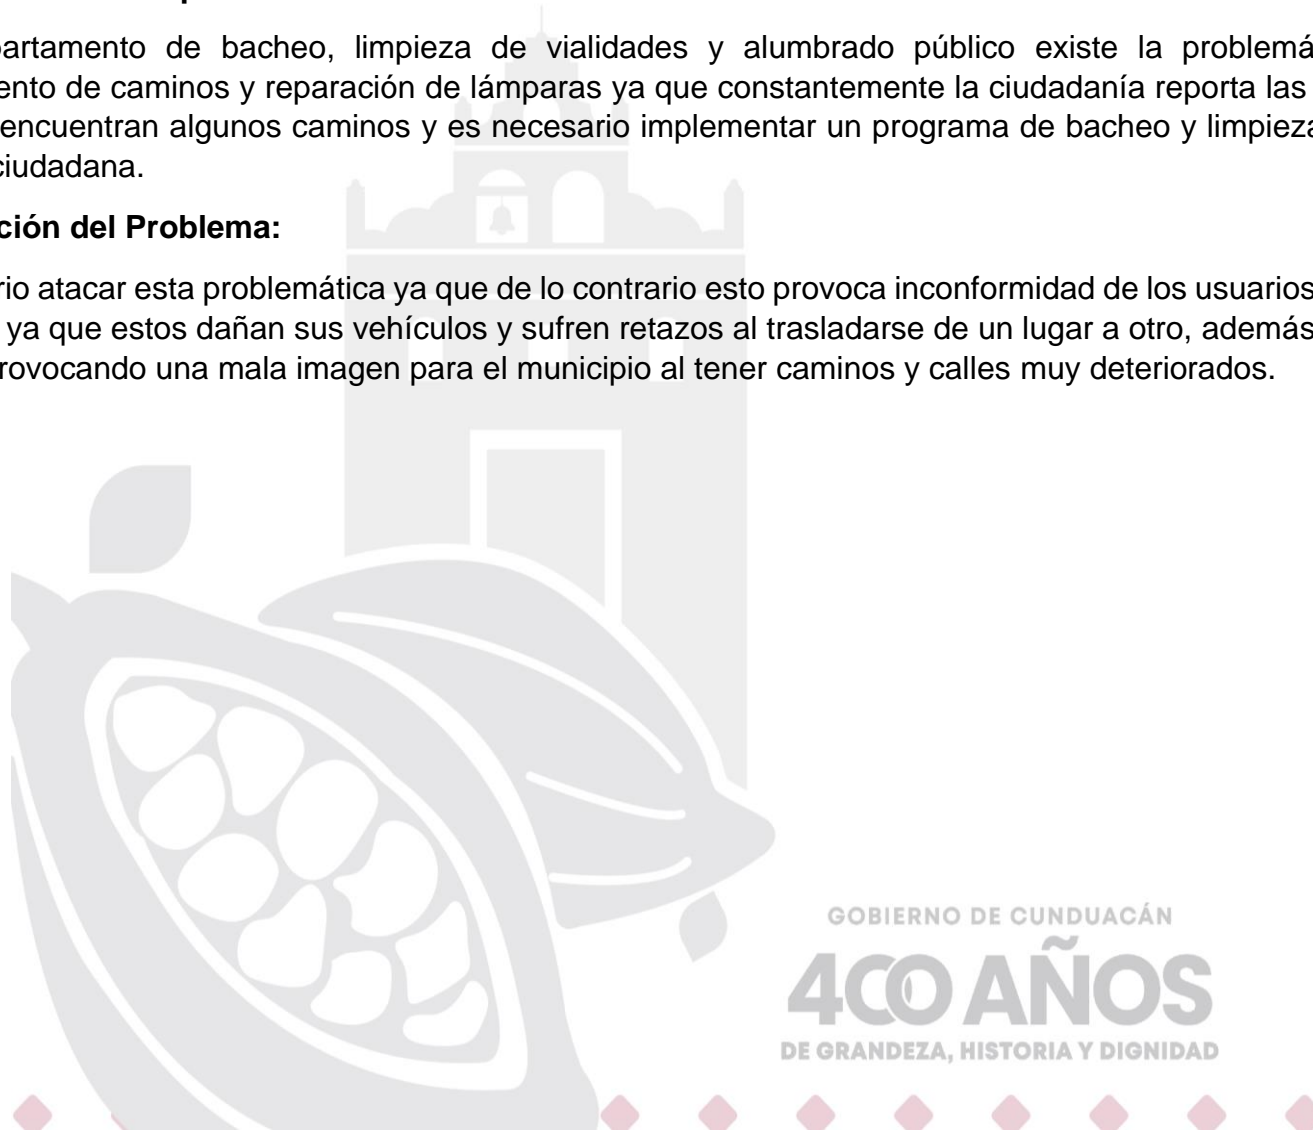 partamento de bacheo, limpieza de vialidades y alumbrado público existe la problemá
ento de caminos y reparación de lámparas ya que constantemente la ciudadanía reporta las
encuentran algunos caminos y es necesario implementar un programa de bacheo y limpieza
ciudadana.
ción del Problema:
rio atacar esta problemática ya que de lo contrario esto provoca inconformidad de los usuarios
ya que estos dañan sus vehículos y sufren retazos al trasladarse de un lugar a otro, además
rovocando una mala imagen para el municipio al tener caminos y calles muy deteriorados.
GOBIERNO DE CUNDUACÁN
400 AÑOS
DE GRANDEZA, HISTORIA Y DIGNIDAD